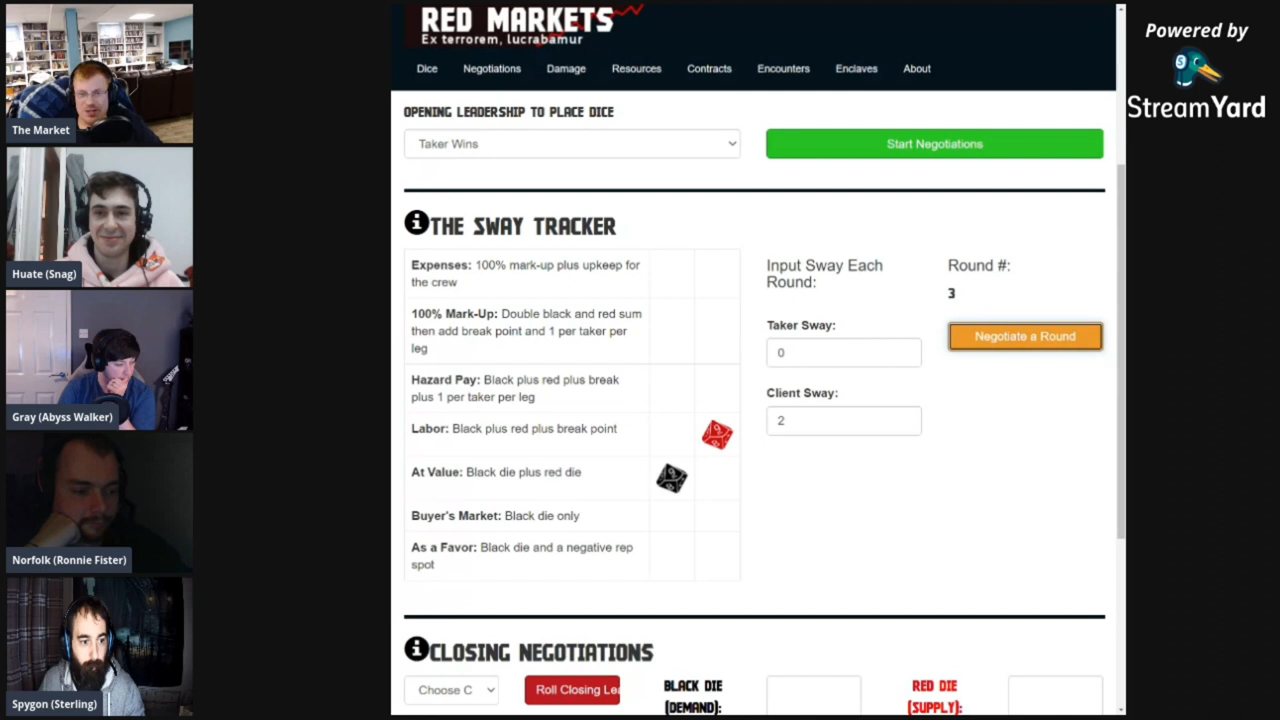 The Market
Huate (Snag)
Gray (Abyss Walker)
Norfolk (Ronnie Fister)
Spygon (Sterling)
RED MARKETS
Ex terrorem, lucrabamur
Dice Negotiations Damage Resources Contracts Encounters Enclaves About
OPENING LEADERSHIP TO PLACE DICE
Taker Wins
Start Negotiations
THE SWAY TRACKER
Expenses: 100% mark-up plus upkeep for
the crew
100% Mark-Up: Double black and red sum
then add break point and 1 per taker per
leg
Hazard Pay: Black plus red plus break
plus 1 per taker per leg
Labor: Black plus red plus break point
At Value: Black die plus red die
Buyer's Market: Black die only
As a Favor: Black die and a negative rep
spot
Input Sway Each
Round:
Taker Sway:
0
Client Sway:
2
Round #:
3
Negotiate a Round
CLOSING NEGOTIATIONS
Choose C
Roll Closing Lea
BLACK DIE
(DEMAND):
RED DIE
(SUPPLY):
Powered by
StreamYard